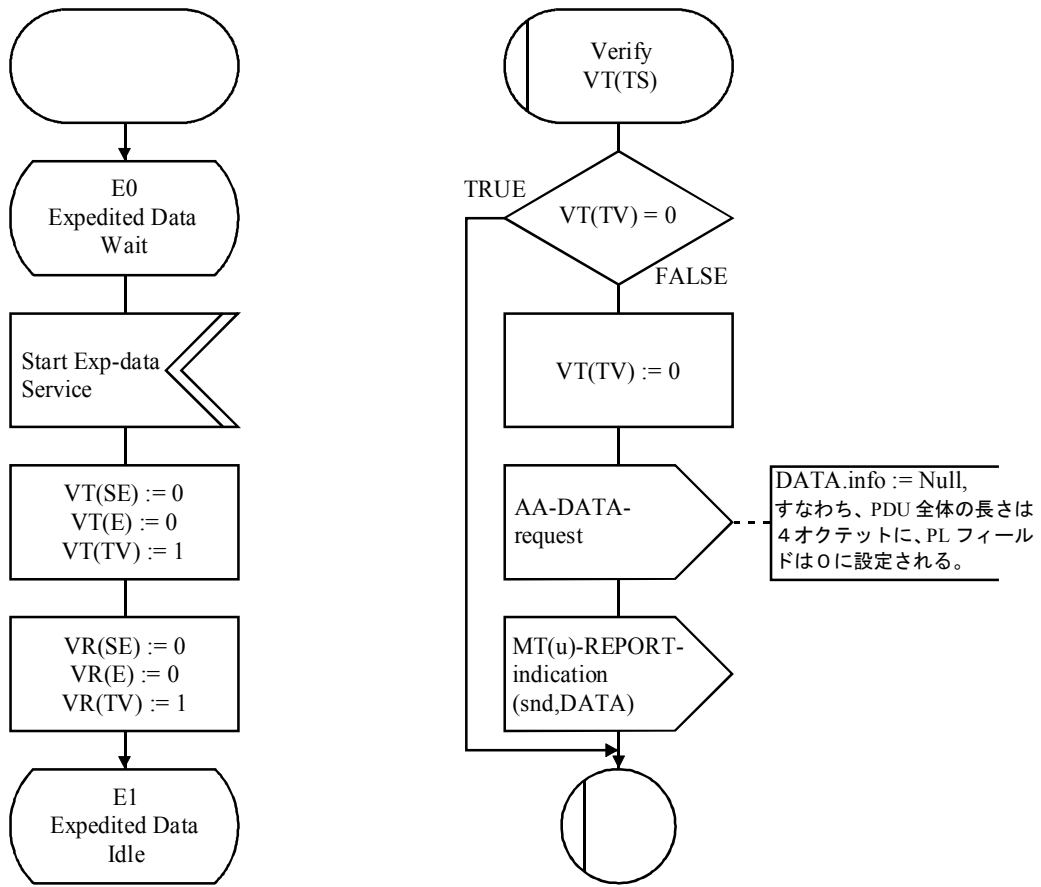 E0
Expedited Data
Wait
Start Exp-data
Service
VT(SE) := 0
VT(E) := 0
VT(TV) := 1
VR(SE) := 0
VR(E) := 0
VR(TV) := 1
E1
Expedited Data
Idle
Verify
VT(TS)
TRUE
VT(TV) = 0
FALSE
VT(TV) := 0
AA-DATA-
request
DATA.info := Null,
すなわち、PDU 全体の長さは
４オクテットに、PL フィール
ドは０に設定される。
MT(u)-REPORT-
indication
(snd,DATA)